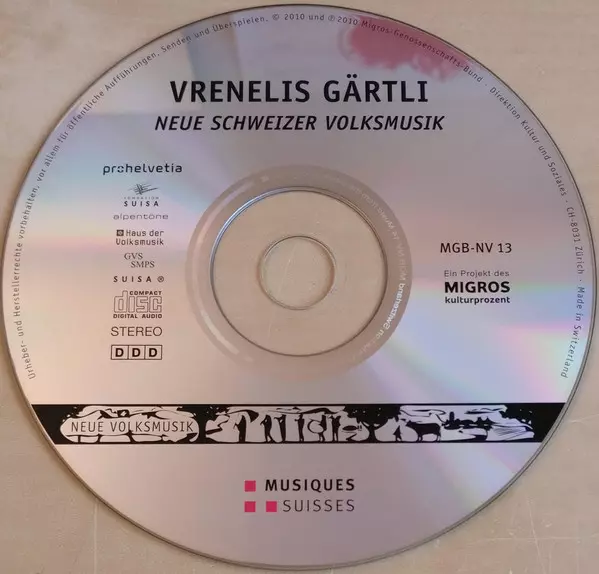 Urheber- und Herstellerrechte vorbehalten, vor allem für öffentliche Aufführungen, Senden und Überspielen, © 2010 und ℗ 2010 Migros-Genossenschafts-Bund · Direktion Kultur und Soziales · CH-8031 Zürich · Made in Switzerland
VRENELIS GÄRTLI
NEUE SCHWEIZER VOLKSMUSIK
prohelvetia
FONDATION
SUISA
alpentöne
Haus der
Volksmusik
GVS
SMPS
SUISA ®
COMPACT
disc
DIGITAL AUDIO
STEREO
DDD
MGB-NV 13
Ein Projekt des
MIGROS
kulturprozent
NEUE VOLKSMUSIK
MUSIQUES
SUISSES